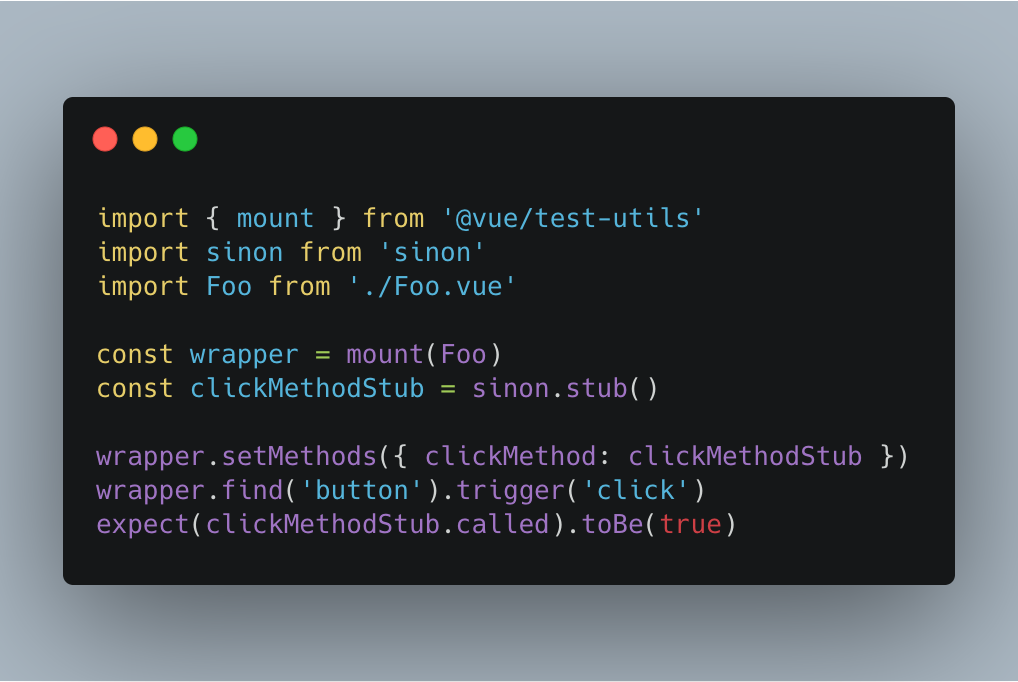 import { mount } from '@vue/test-utils'
import sinon from 'sinon'
import Foo from './Foo.vue'

const wrapper = mount(Foo)
const clickMethodStub = sinon.stub()

wrapper.setMethods({ clickMethod: clickMethodStub })
wrapper.find('button').trigger('click')
expect(clickMethodStub.called).toBe(true)